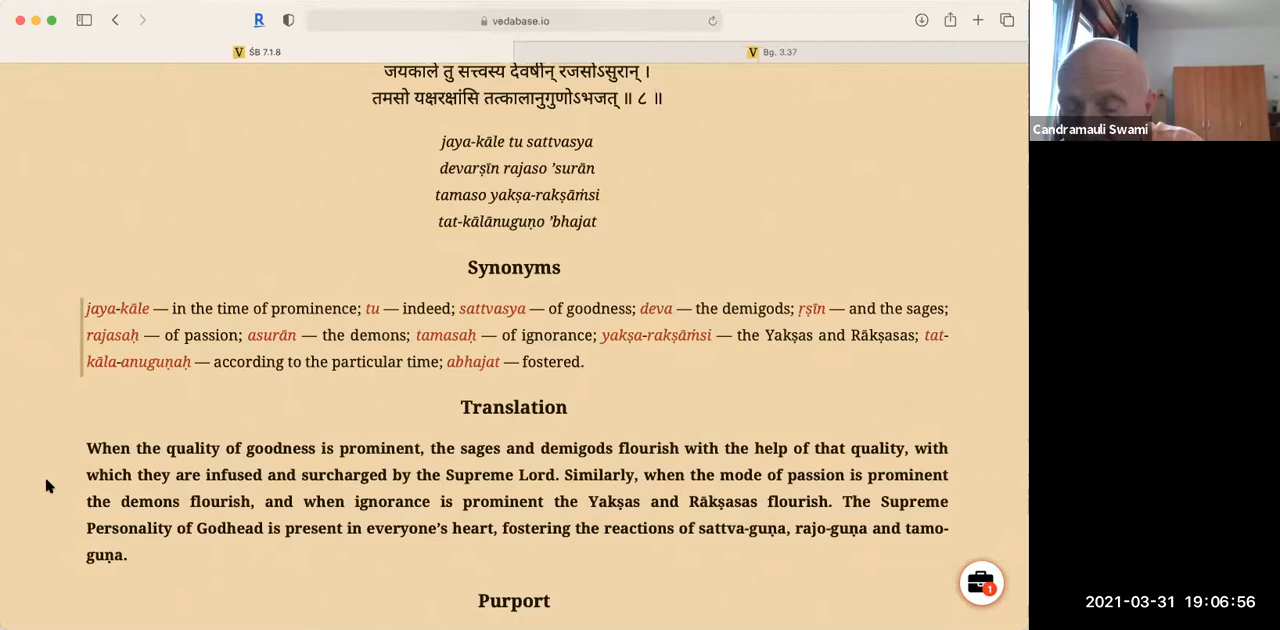 R
vedabase.io
V ŚB 7.1.8
V Bg. 3.37
जयकाले तु सत्त्वस्य देवर्षीन् रजसोऽसुरान् ।
तमसो यक्षरक्षांसि तत्कालानुगुणोऽभजत् ॥ ८ ॥
jaya-kāle tu sattvasya
devarṣīn rajaso ’surān
tamaso yakṣa-rakṣāṁsi
tat-kālānuguṇo ’bhajat
Synonyms
jaya-kāle — in the time of prominence; tu — indeed; sattvasya — of goodness; deva — the demigods; ṛṣīn — and the sages;
rajasaḥ — of passion; asurān — the demons; tamasaḥ — of ignorance; yakṣa-rakṣāṁsi — the Yakṣas and Rākṣasas; tat-
kāla-anuguṇaḥ — according to the particular time; abhajat — fostered.
Translation
When the quality of goodness is prominent, the sages and demigods flourish with the help of that quality, with
which they are infused and surcharged by the Supreme Lord. Similarly, when the mode of passion is prominent
the demons flourish, and when ignorance is prominent the Yakṣas and Rākṣasas flourish. The Supreme
Personality of Godhead is present in everyone’s heart, fostering the reactions of sattva-guṇa, rajo-guṇa and tamo-
guṇa.
Purport
1
Candramauli Swami
2021-03-31 19:06:56